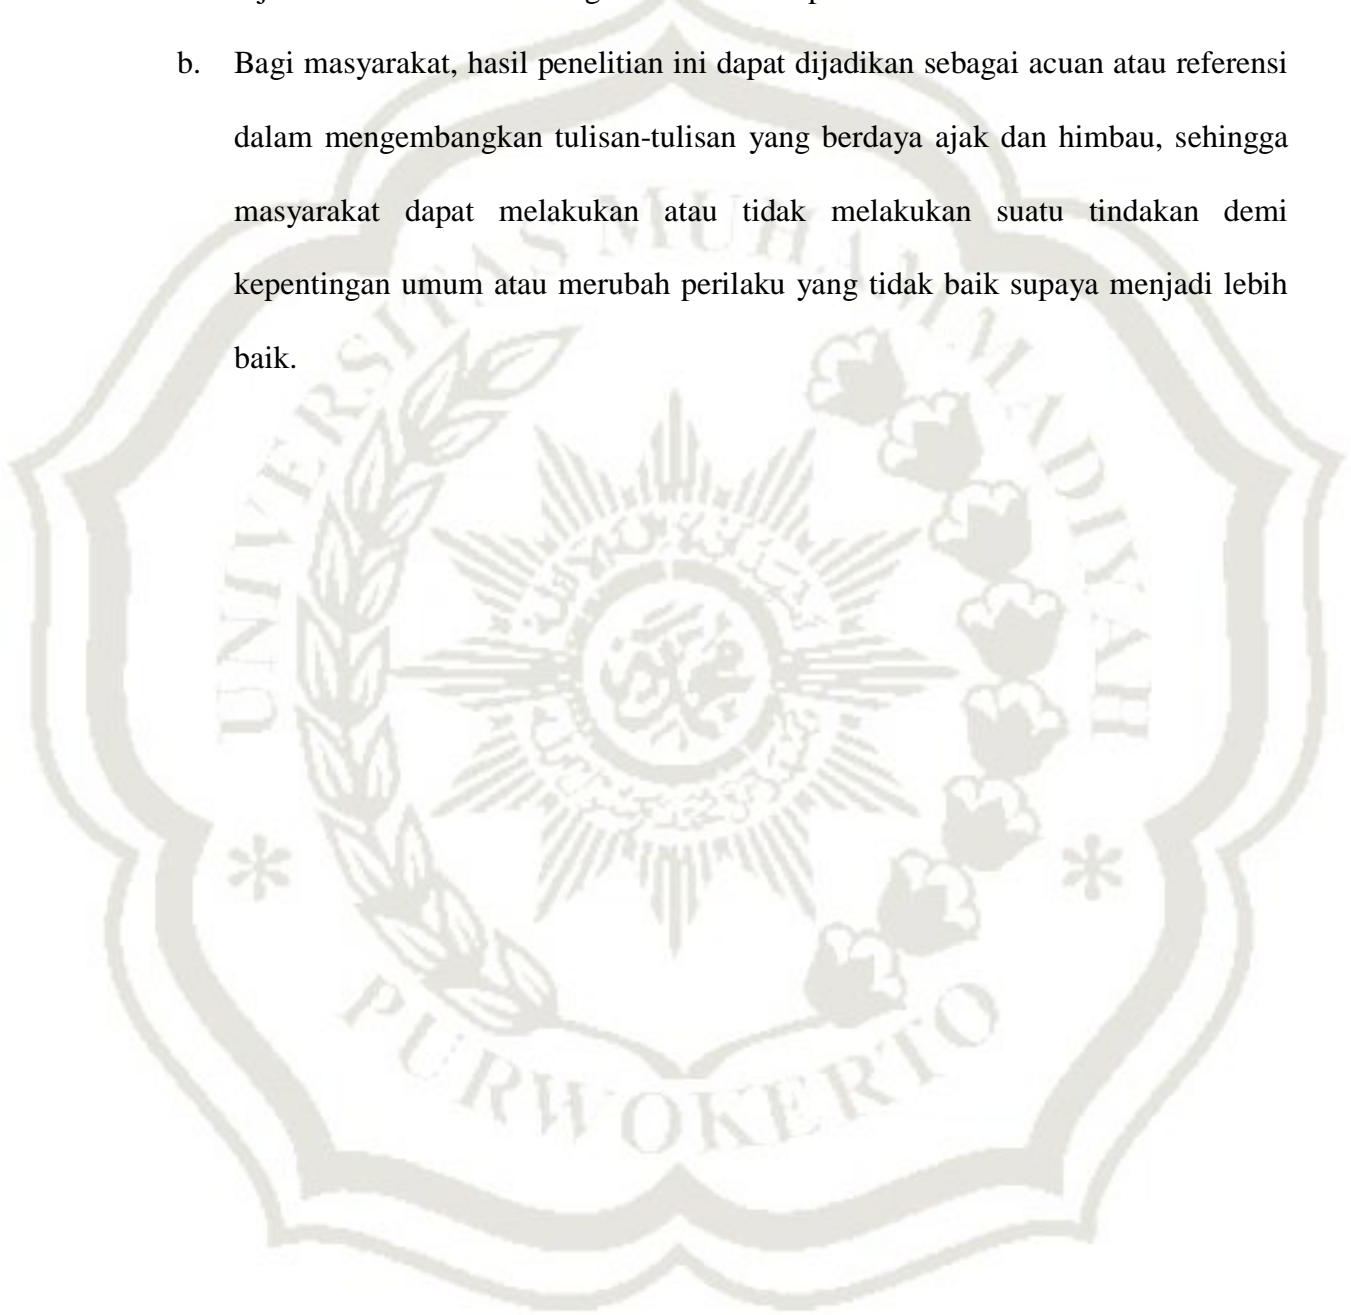 b. Bagi masyarakat, hasil penelitian ini dapat dijadikan sebagai acuan atau referensi
dalam mengembangkan tulisan-tulisan yang berdaya ajak dan himbau, sehingga
masyarakat dapat melakukan atau tidak melakukan suatu tindakan demi
kepentingan umum atau merubah perilaku yang tidak baik supaya menjadi lebih
baik.
UNIVERSITAS MUHAMMADIYAH
PURWOKERTO